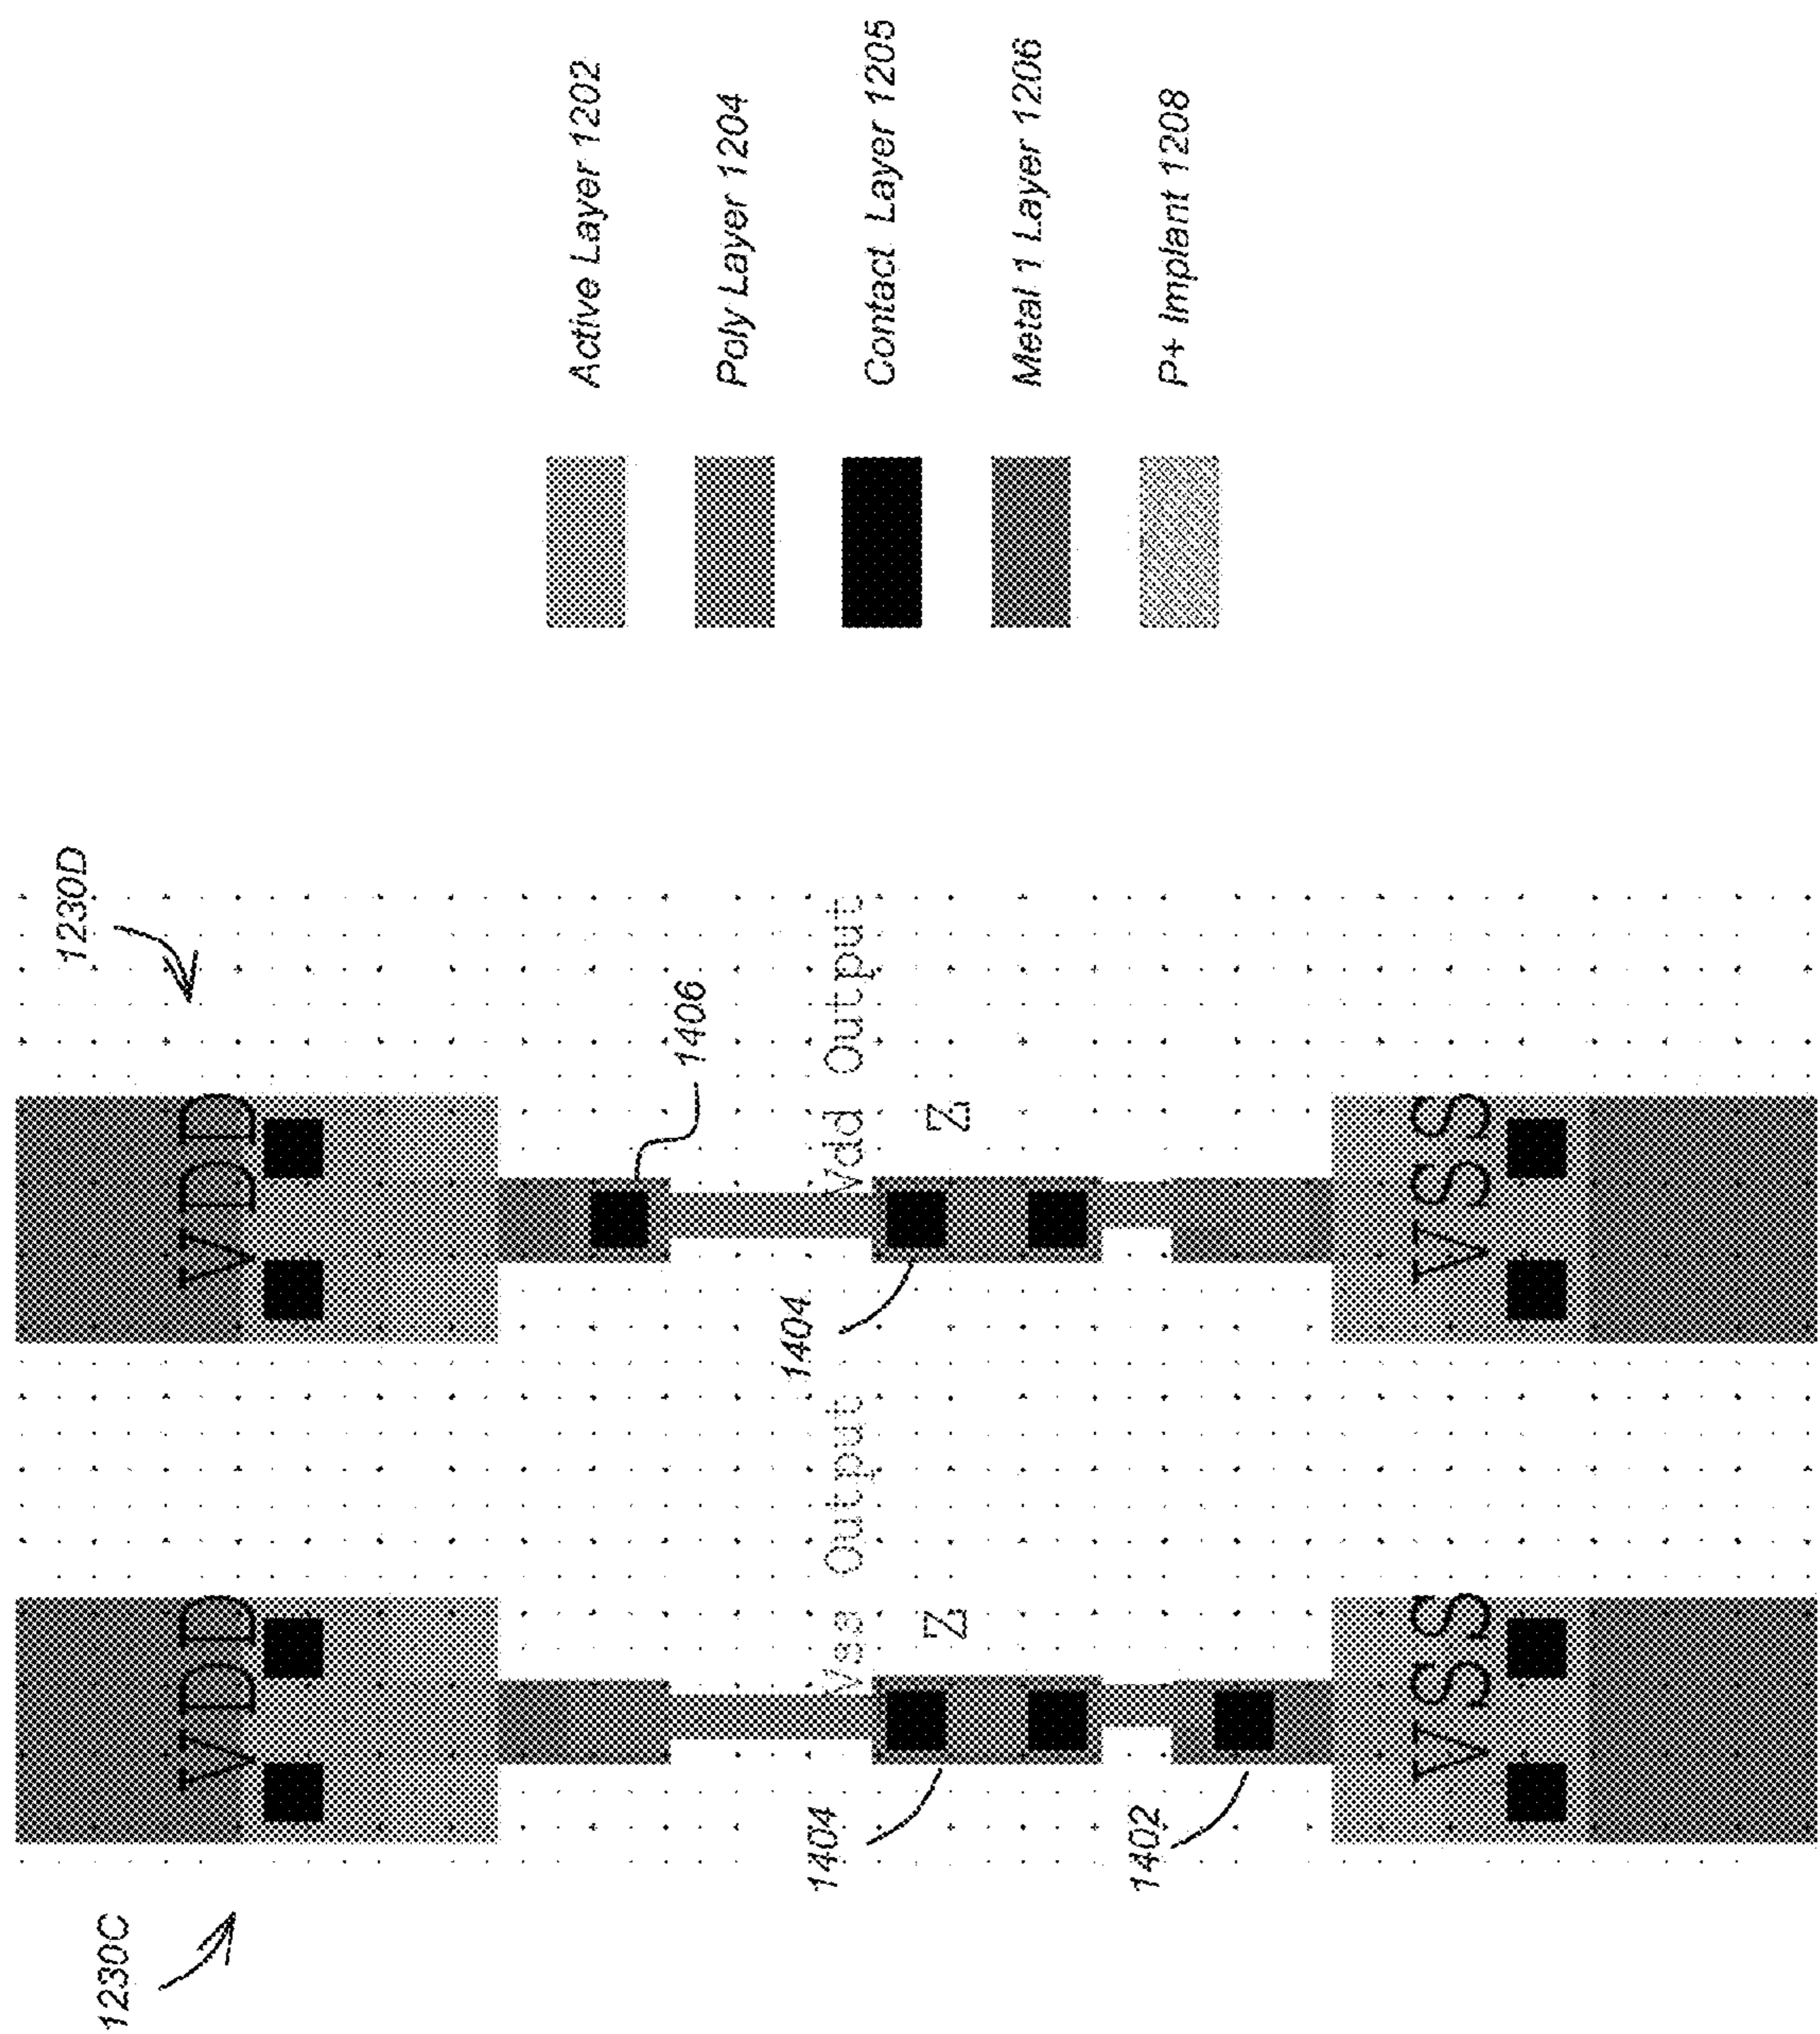 1230C
1230D
VDD
VDD
1406
Vss Output
Vdd Output
Z
Z
1404
1404
1402
VSS
VSS
Active Layer 1202
Poly Layer 1204
Contact Layer 1205
Metal 1 Layer 1206
P+ Implant 1208